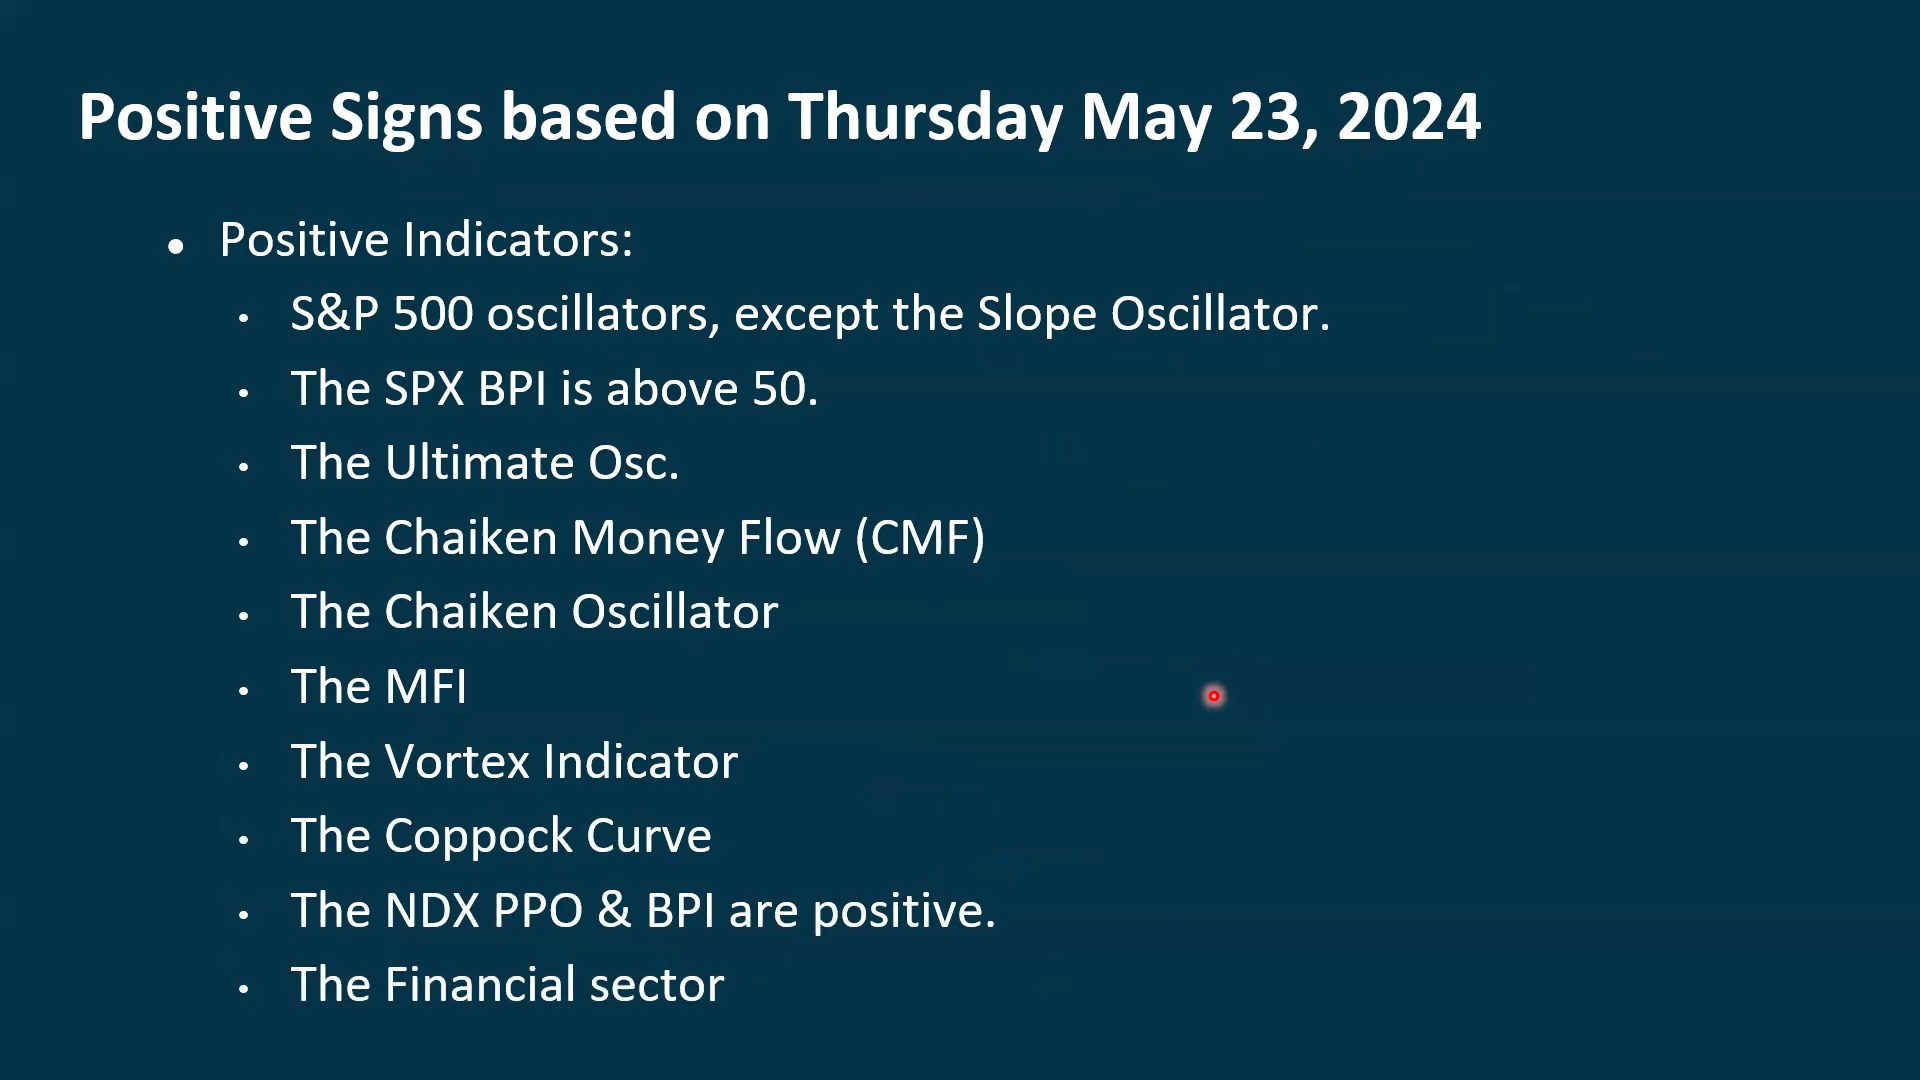 Positive Signs based on Thursday May 23, 2024
● Positive Indicators:
• S&P 500 oscillators, except the Slope Oscillator.
• The SPX BPI is above 50.
• The Ultimate Osc.
• The Chaiken Money Flow (CMF)
• The Chaiken Oscillator
• The MFI
• The Vortex Indicator
• The Coppock Curve
• The NDX PPO & BPI are positive.
• The Financial sector